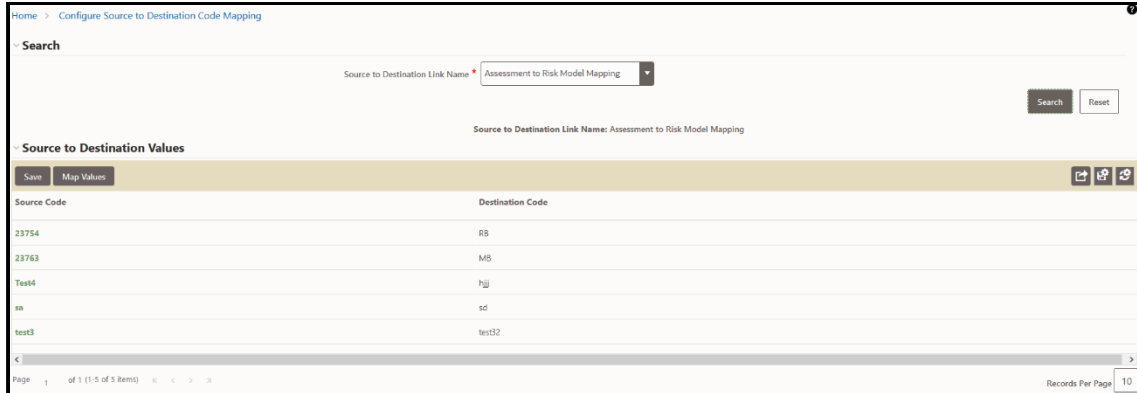 Home > Configure Source to Destination Code Mapping
?
Search
Source to Destination Link Name * Assessment to Risk Model Mapping
Search Reset
Source to Destination Link Name: Assessment to Risk Model Mapping
Source to Destination Values
Save Map Values
Source Code Destination Code
23754 RB
23763 MB
Test4 hjjj
sa sd
test3 test32
Page 1 of 1 (1-5 of 5 items)
Records Per Page 10